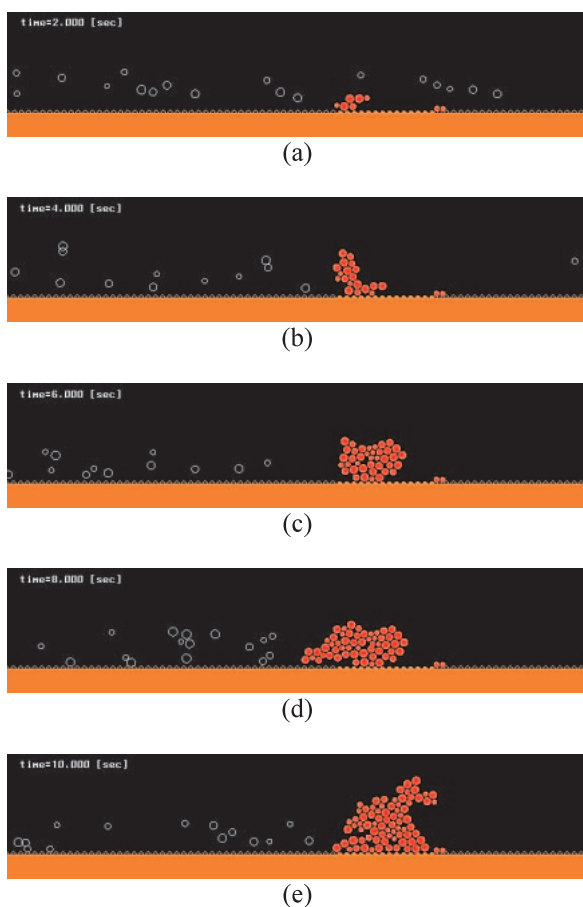 time=2.000 [sec]
(a)
time=4.000 [sec]
(b)
time=6.000 [sec]
(c)
time=8.000 [sec]
(d)
time=10.000 [sec]
(e)